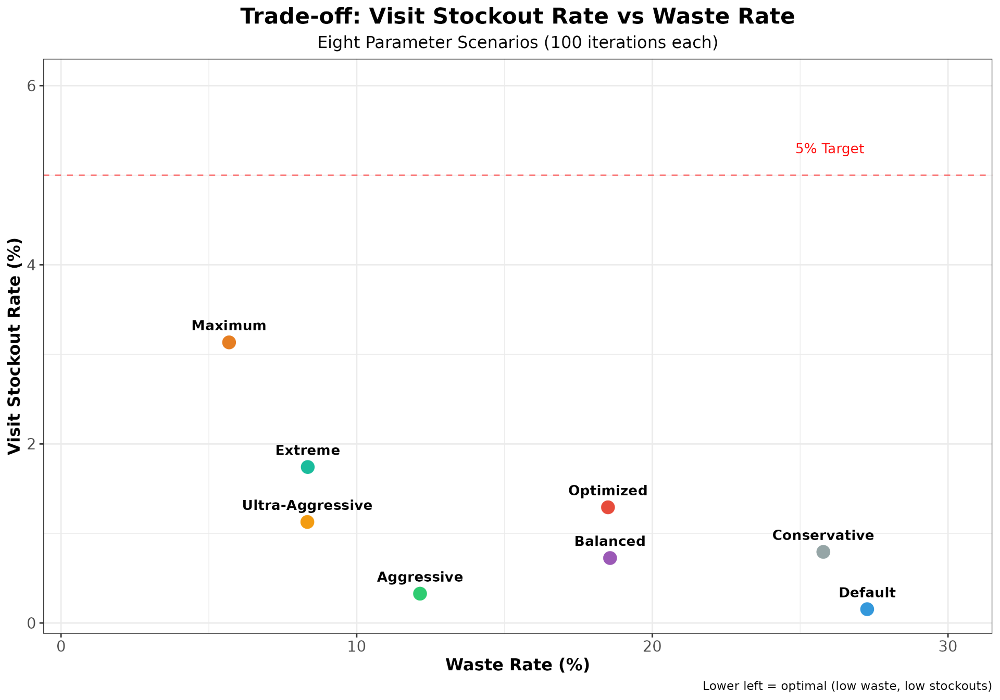 Trade-off: Visit Stockout Rate vs Waste Rate
Eight Parameter Scenarios (100 iterations each)
Visit Stockout Rate (%)
6
4
2
0
5% Target
Maximum
Extreme
Ultra-Aggressive
Optimized
Conservative
Balanced
Aggressive
Default
0
10
20
30
Waste Rate (%)
Lower left = optimal (low waste, low stockouts)